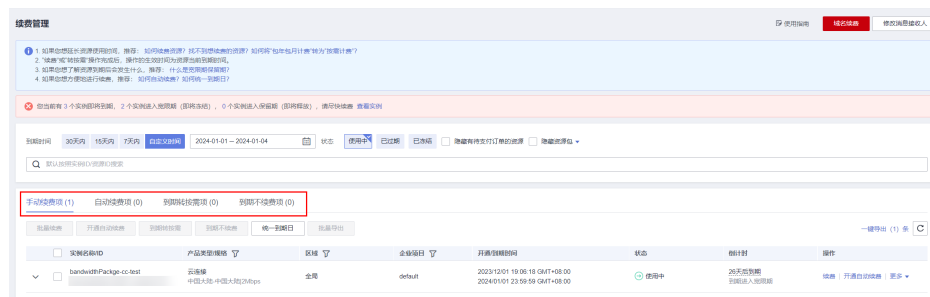 续费管理
使用指南
域名续费
修改消息接收人
1. 如果您想延长资源使用时间，推荐： 如何续费资源？找不到想续费的资源？如何将"包年包月计费"转为"按需计费"？
2. "续费"或"转按需"操作完成后，操作的生效时间为资源当前到期时间。
3. 如果您想了解资源到期后会发生什么，推荐： 什么是宽限期保留期？
4. 如果您想方便地进行续费，推荐： 如何自动续费？如何统一到期日？
您当前有 3 个实例即将到期， 2 个实例进入宽限期（即将冻结）， 0 个实例进入保留期（即将释放），请尽快续费 查看实例
到期时间 30天内 15天内 7天内 自定义时间 2024-01-01 – 2024-01-04 状态 使用中 已过期 已冻结 隐藏有待支付订单的资源 隐藏资源包
默认按照实例ID/资源ID搜索
手动续费项 (1) 自动续费项 (0) 到期转按需项 (0) 到期不续费项 (0)
批量续费 开通自动续费 到期转按需 到期不续费 统一到期日 批量导出 一键导出 (1) 条
实例名称/ID 产品类型/规格 区域 企业项目 开通/到期时间 状态 倒计时 操作
bandwidthPackge-cc-test 云连接 全局 default 2023/12/01 19:06:18 GMT+08:00 使用中 26天后到期 续费 | 开通自动续费 | 更多
中国大陆-中国大陆|2Mbps 2024/01/01 23:59:59 GMT+08:00 到期进入宽限期